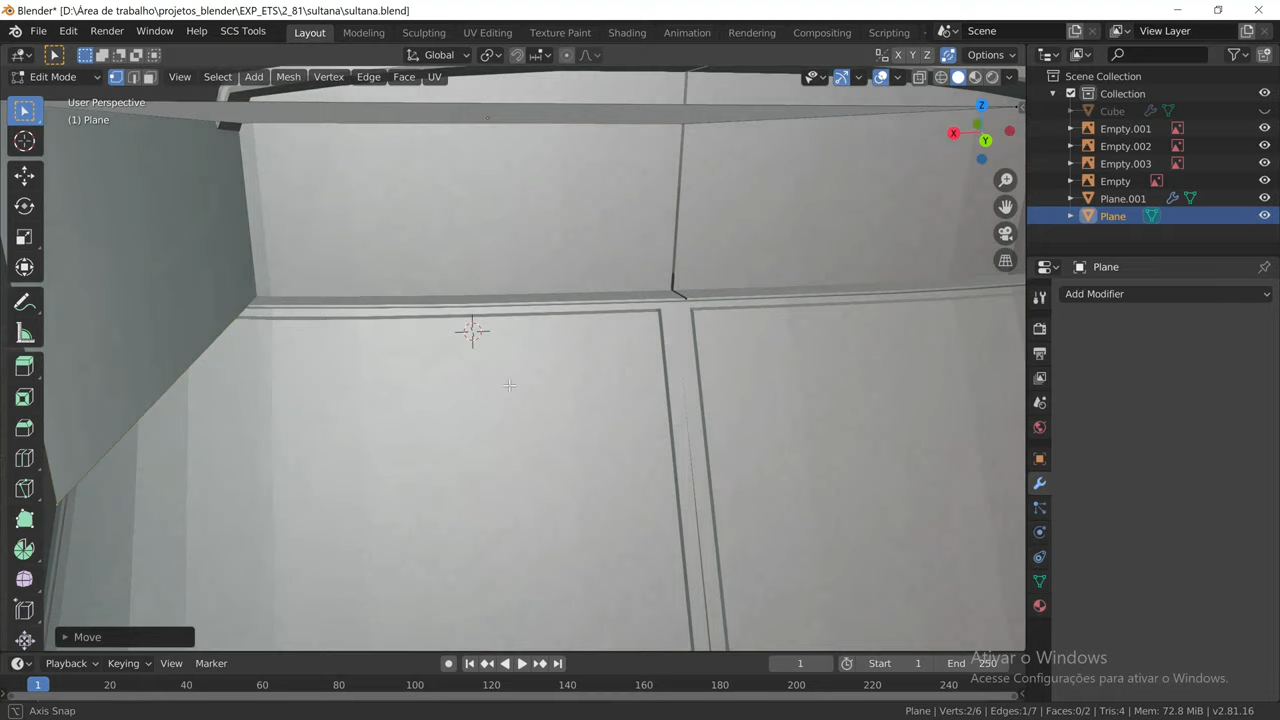 Blender* [D:\Área de trabalho\projetos_blender\EXP_ETS\2_81\sultana\sultana.blend]
File Edit Render Window Help SCS Tools Layout Modeling Sculpting UV Editing Texture Paint Shading Animation Rendering Compositing Scripting Scene View Layer
Global X Y Z Options
Edit Mode View Select Add Mesh Vertex Edge Face UV
User Perspective
(1) Plane
Z
X
Y
Scene Collection
Collection
Cube
Empty.001
Empty.002
Empty.003
Empty
Plane.001
Plane
Plane
Add Modifier
Move
Playback Keying View Marker 1 Start 1 End 250
1 20 40 60 80 100 120 140 160 180 200 220 240
Ativar o Windows
Acesse Configurações para ativar o Windows.
Axis Snap Plane | Verts:2/6 | Edges:1/7 | Faces:0/2 | Tris:4 | Mem: 72.8 MiB | v2.81.16